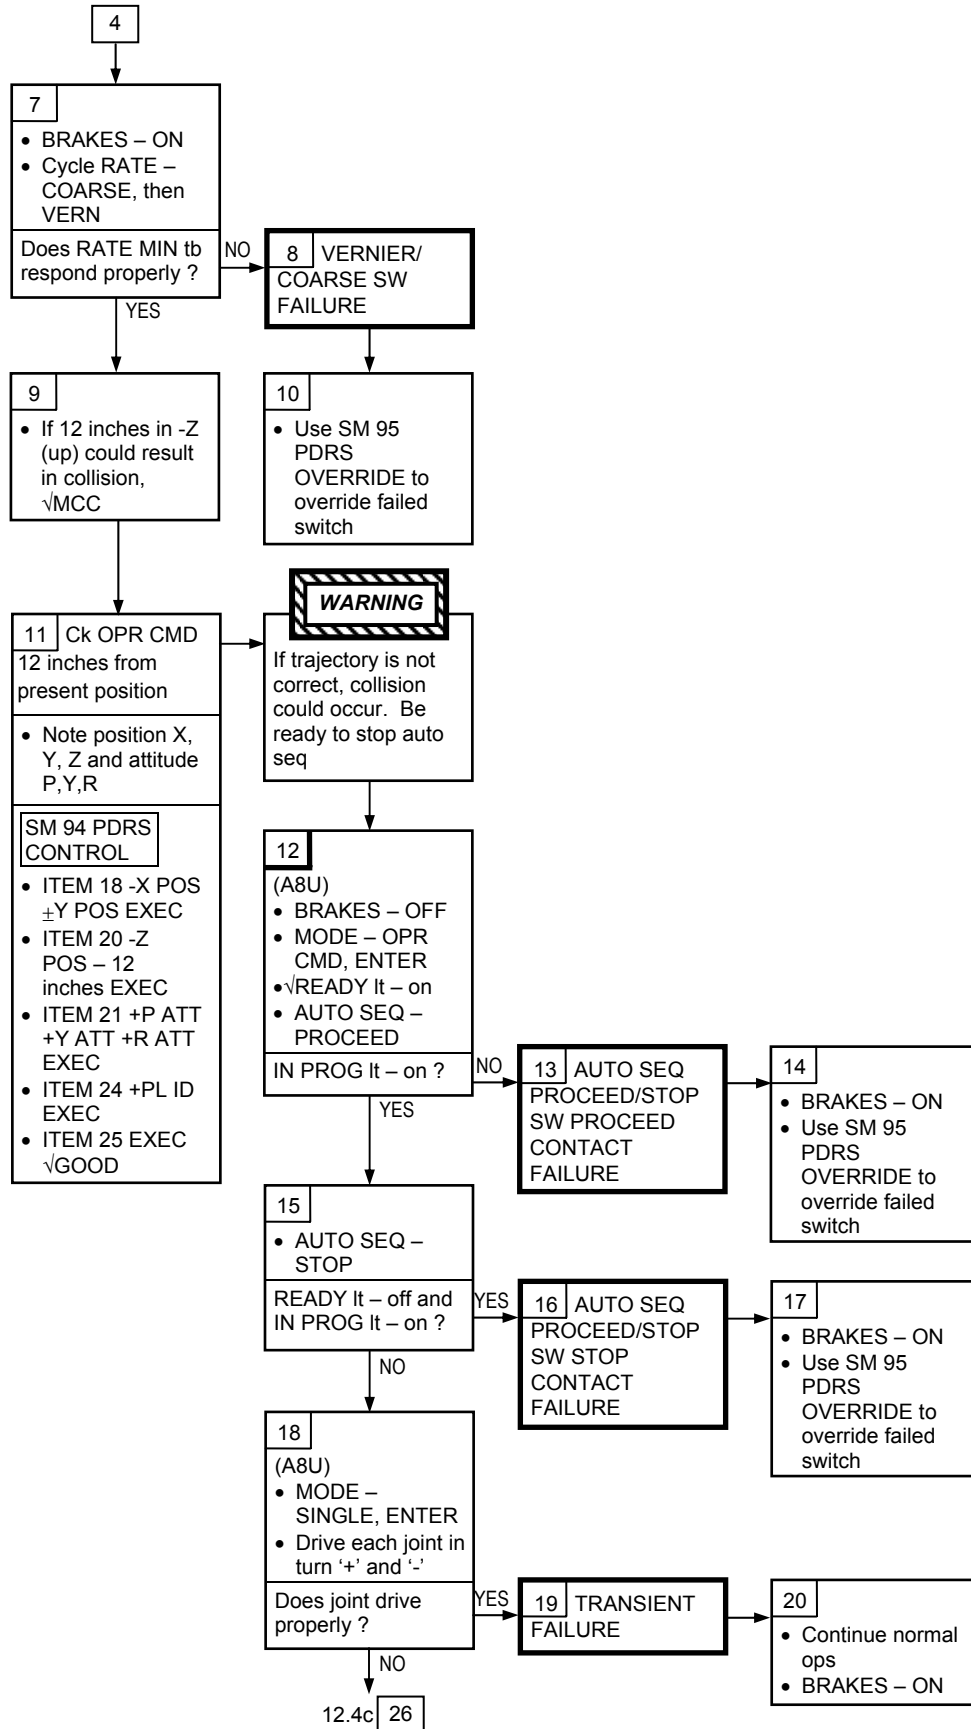 4
7
• BRAKES – ON
• Cycle RATE –
COARSE, then
VERN
Does RATE MIN tb
respond properly ?
NO
YES
8 VERNIER/
COARSE SW
FAILURE
9
• If 12 inches in -Z
(up) could result
in collision,
√MCC
10
• Use SM 95
PDRS
OVERRIDE to
override failed
switch
11 Ck OPR CMD
12 inches from
present position
• Note position X,
Y, Z and attitude
P,Y,R
SM 94 PDRS
CONTROL
• ITEM 18 -X POS
±Y POS EXEC
• ITEM 20 -Z
POS – 12
inches EXEC
• ITEM 21 +P ATT
+Y ATT +R ATT
EXEC
• ITEM 24 +PL ID
EXEC
• ITEM 25 EXEC
√GOOD
WARNING
If trajectory is not
correct, collision
could occur. Be
ready to stop auto
seq
12
(A8U)
• BRAKES – OFF
• MODE – OPR
CMD, ENTER
•√READY lt – on
• AUTO SEQ –
PROCEED
IN PROG lt – on ?
NO
YES
13 AUTO SEQ
PROCEED/STOP
SW PROCEED
CONTACT
FAILURE
14
• BRAKES – ON
• Use SM 95
PDRS
OVERRIDE to
override failed
switch
15
• AUTO SEQ –
STOP
READY lt – off and
IN PROG lt – on ?
YES
NO
16 AUTO SEQ
PROCEED/STOP
SW STOP
CONTACT
FAILURE
17
• BRAKES – ON
• Use SM 95
PDRS
OVERRIDE to
override failed
switch
18
(A8U)
• MODE –
SINGLE, ENTER
• Drive each joint in
turn ‘+’ and ‘-’
Does joint drive
properly ?
YES
NO
19 TRANSIENT
FAILURE
20
• Continue normal
ops
• BRAKES – ON
12.4c 26